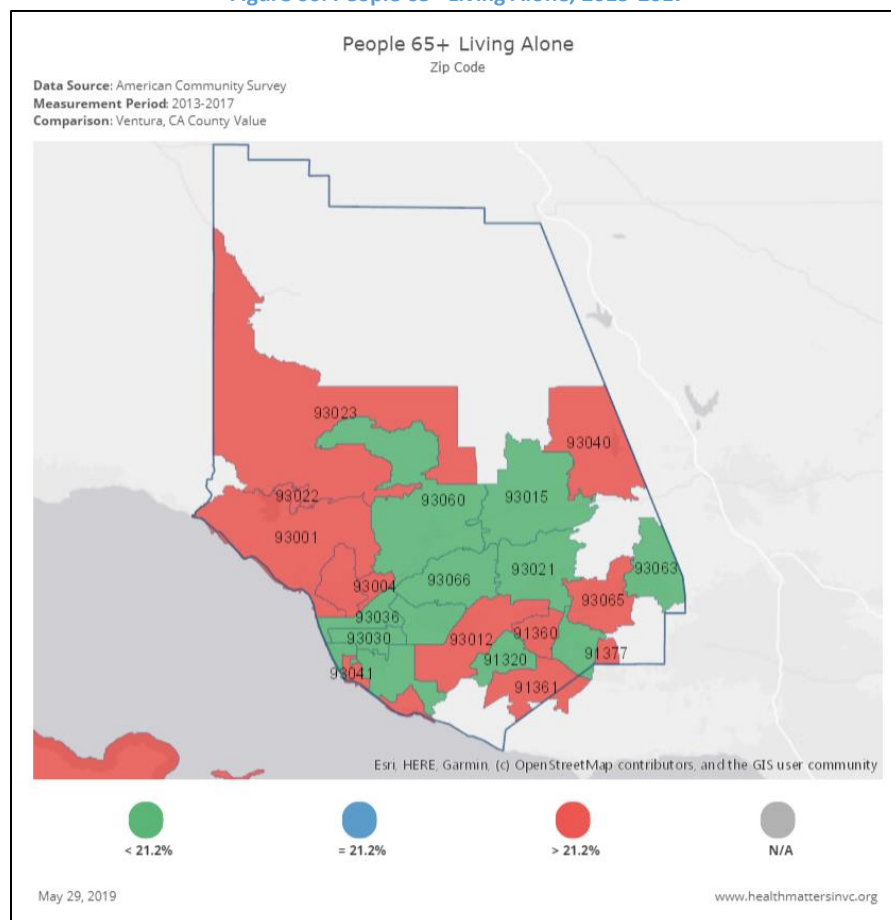 People 65+ Living Alone
Zip Code
Data Source: American Community Survey
Measurement Period: 2013-2017
Comparison: Ventura, CA County Value
93023
93040
93022
93060
93015
93001
93004
93066
93021
93063
93065
93036
93030
93012
91360
91320
91377
93041
91361
Esri, HERE, Garmin, (c) OpenStreetMap contributors, and the GIS user community
< 21.2%
= 21.2%
> 21.2%
N/A
May 29, 2019
www.healthmattersinvc.org